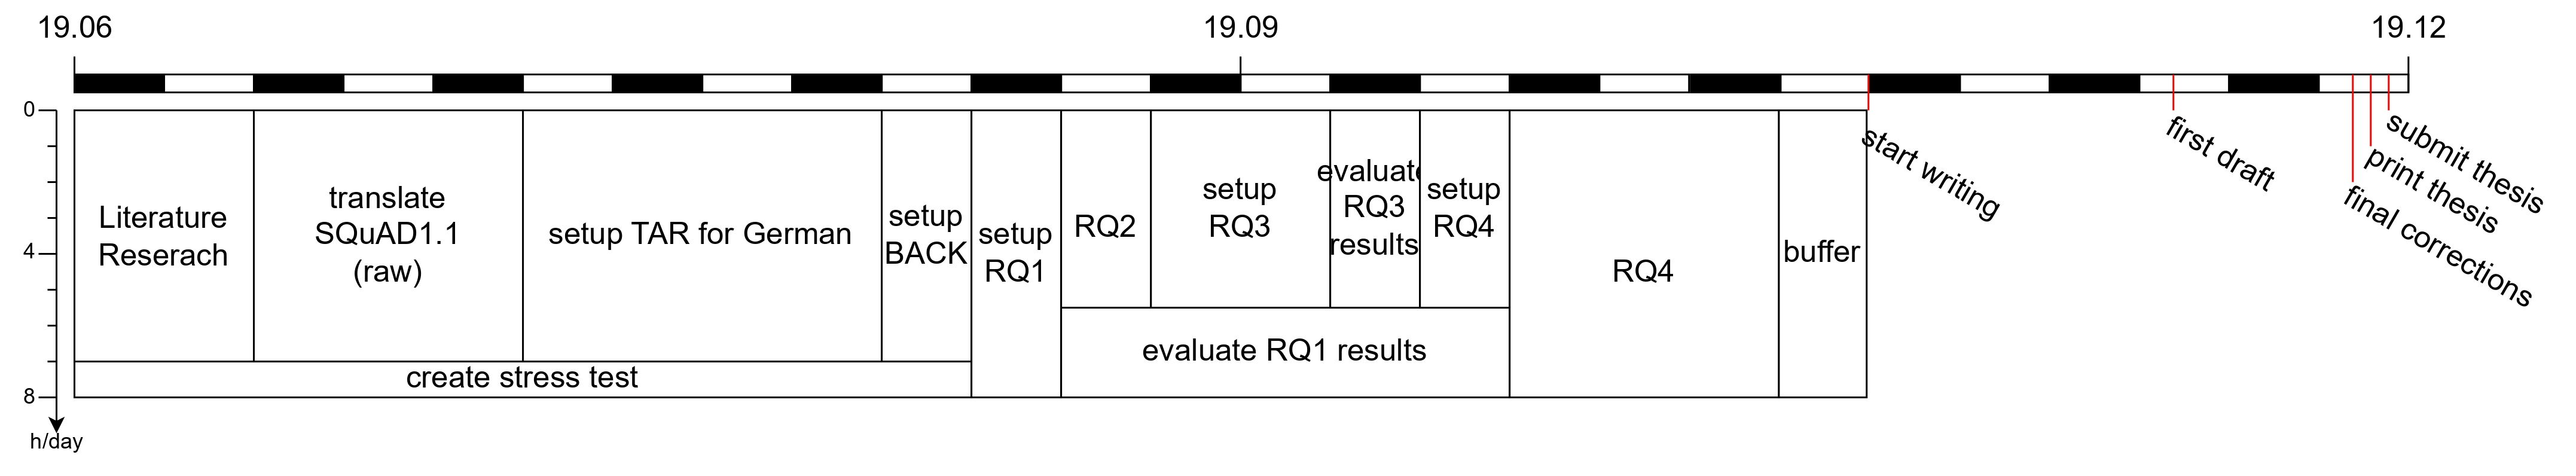 19.06
19.09
19.12
0
4
8
h/day
Literature
Reserach
translate
SQuAD1.1
(raw)
setup TAR for German
setup
BACK
create stress test
setup
RQ1
RQ2
setup
RQ3
evaluate
RQ3
results
setup
RQ4
evaluate RQ1 results
RQ4
buffer
start writing
first draft
submit thesis
print thesis
final corrections